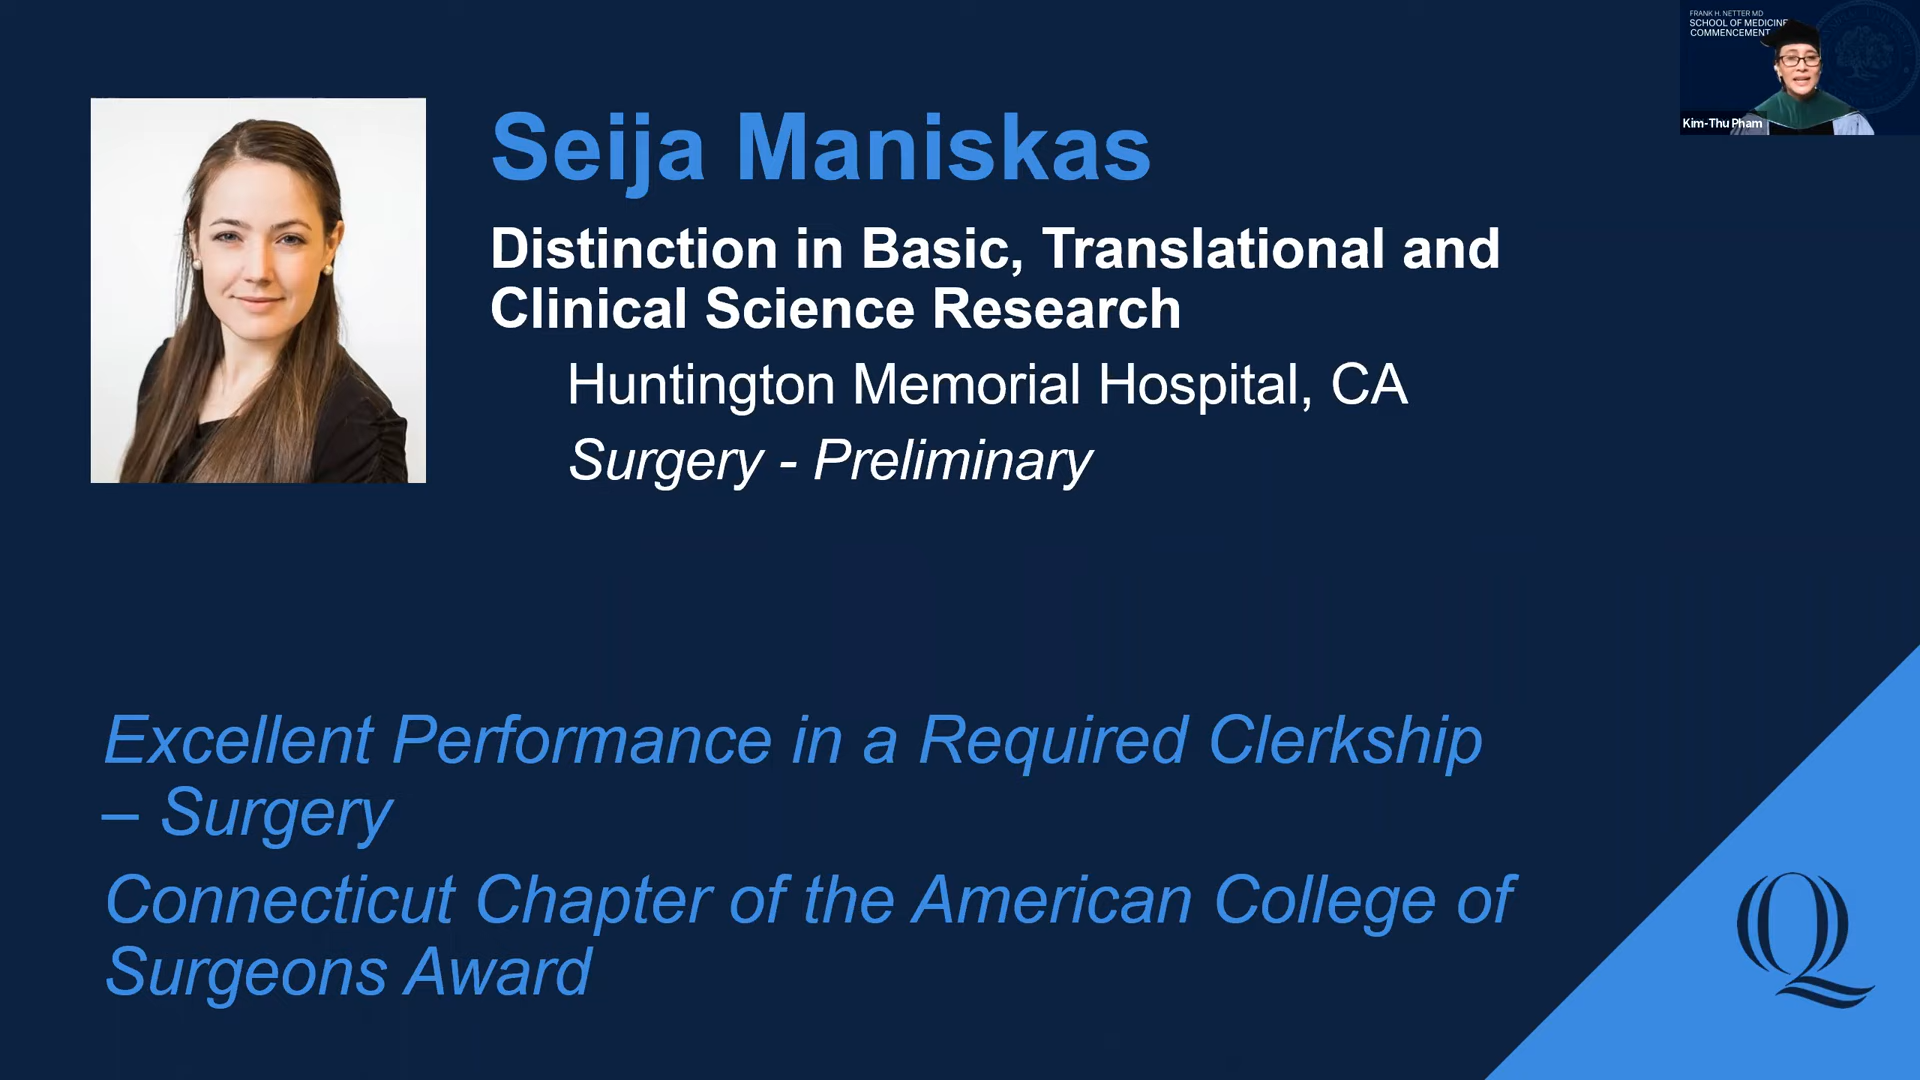 FRANK H. NETTER MD
SCHOOL OF MEDICINE
COMMENCEMENT
Kim-Thu Pham
Seija Maniskas
Distinction in Basic, Translational and
Clinical Science Research
Huntington Memorial Hospital, CA
Surgery - Preliminary
Excellent Performance in a Required Clerkship
– Surgery
Connecticut Chapter of the American College of
Surgeons Award